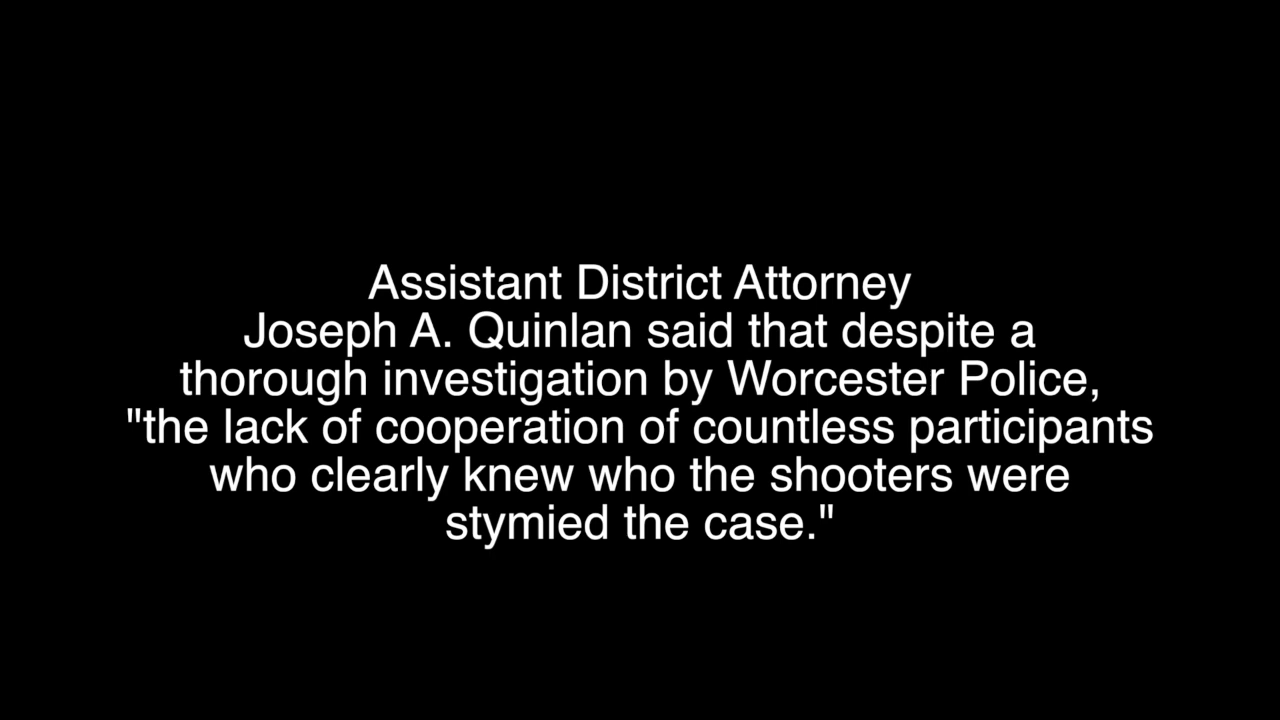 Assistant District Attorney
Joseph A. Quinlan said that despite a
thorough investigation by Worcester Police,
"the lack of cooperation of countless participants
who clearly knew who the shooters were
stymied the case."